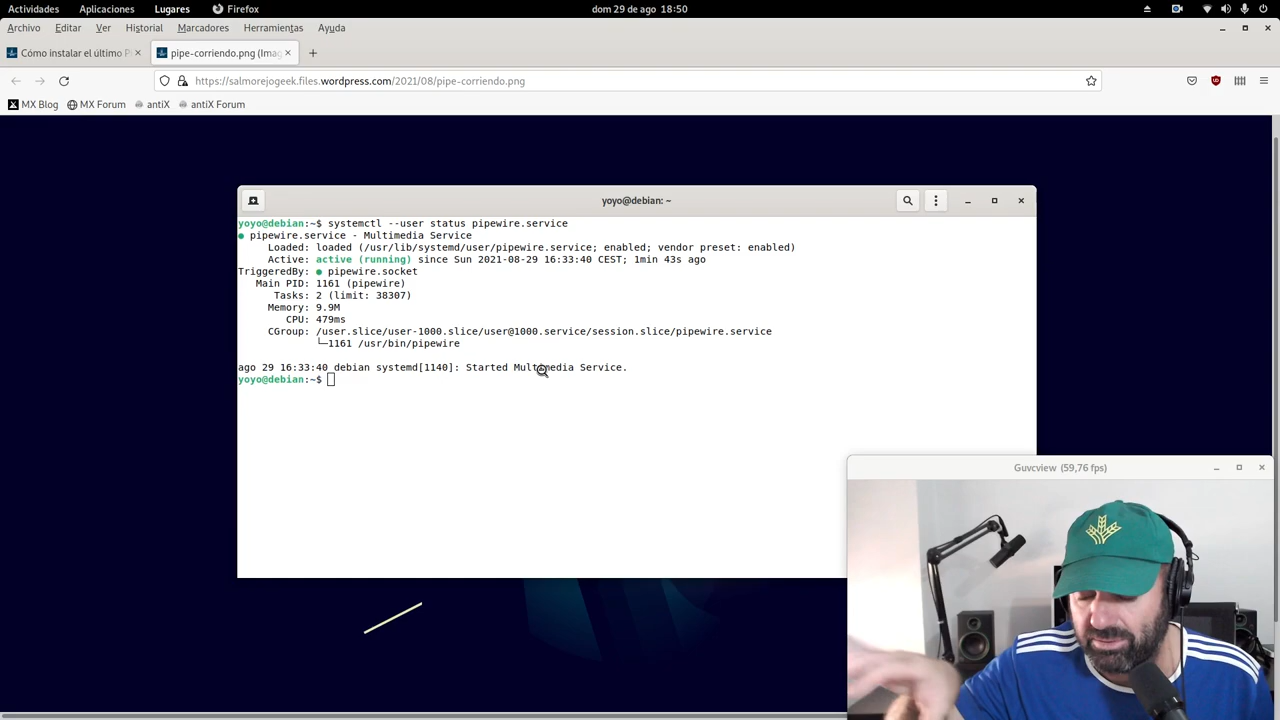 Actividades Aplicaciones Lugares Firefox dom 29 de ago 18:50
Archivo Editar Ver Historial Marcadores Herramientas Ayuda
Cómo instalar el último P pipe-corriendo.png (Imag
https://salmorejogeek.files.wordpress.com/2021/08/pipe-corriendo.png
MX Blog MX Forum antiX antiX Forum
yoyo@debian: ~
yoyo@debian:~$ systemctl --user status pipewire.service
● pipewire.service - Multimedia Service
Loaded: loaded (/usr/lib/systemd/user/pipewire.service; enabled; vendor preset: enabled)
Active: active (running) since Sun 2021-08-29 16:33:40 CEST; 1min 43s ago
TriggeredBy: ● pipewire.socket
Main PID: 1161 (pipewire)
Tasks: 2 (limit: 38307)
Memory: 9.9M
CPU: 479ms
CGroup: /user.slice/user-1000.slice/user@1000.service/session.slice/pipewire.service
└─1161 /usr/bin/pipewire
ago 29 16:33:40 debian systemd[1140]: Started Multimedia Service.
yoyo@debian:~$
Guvcview (59,76 fps)